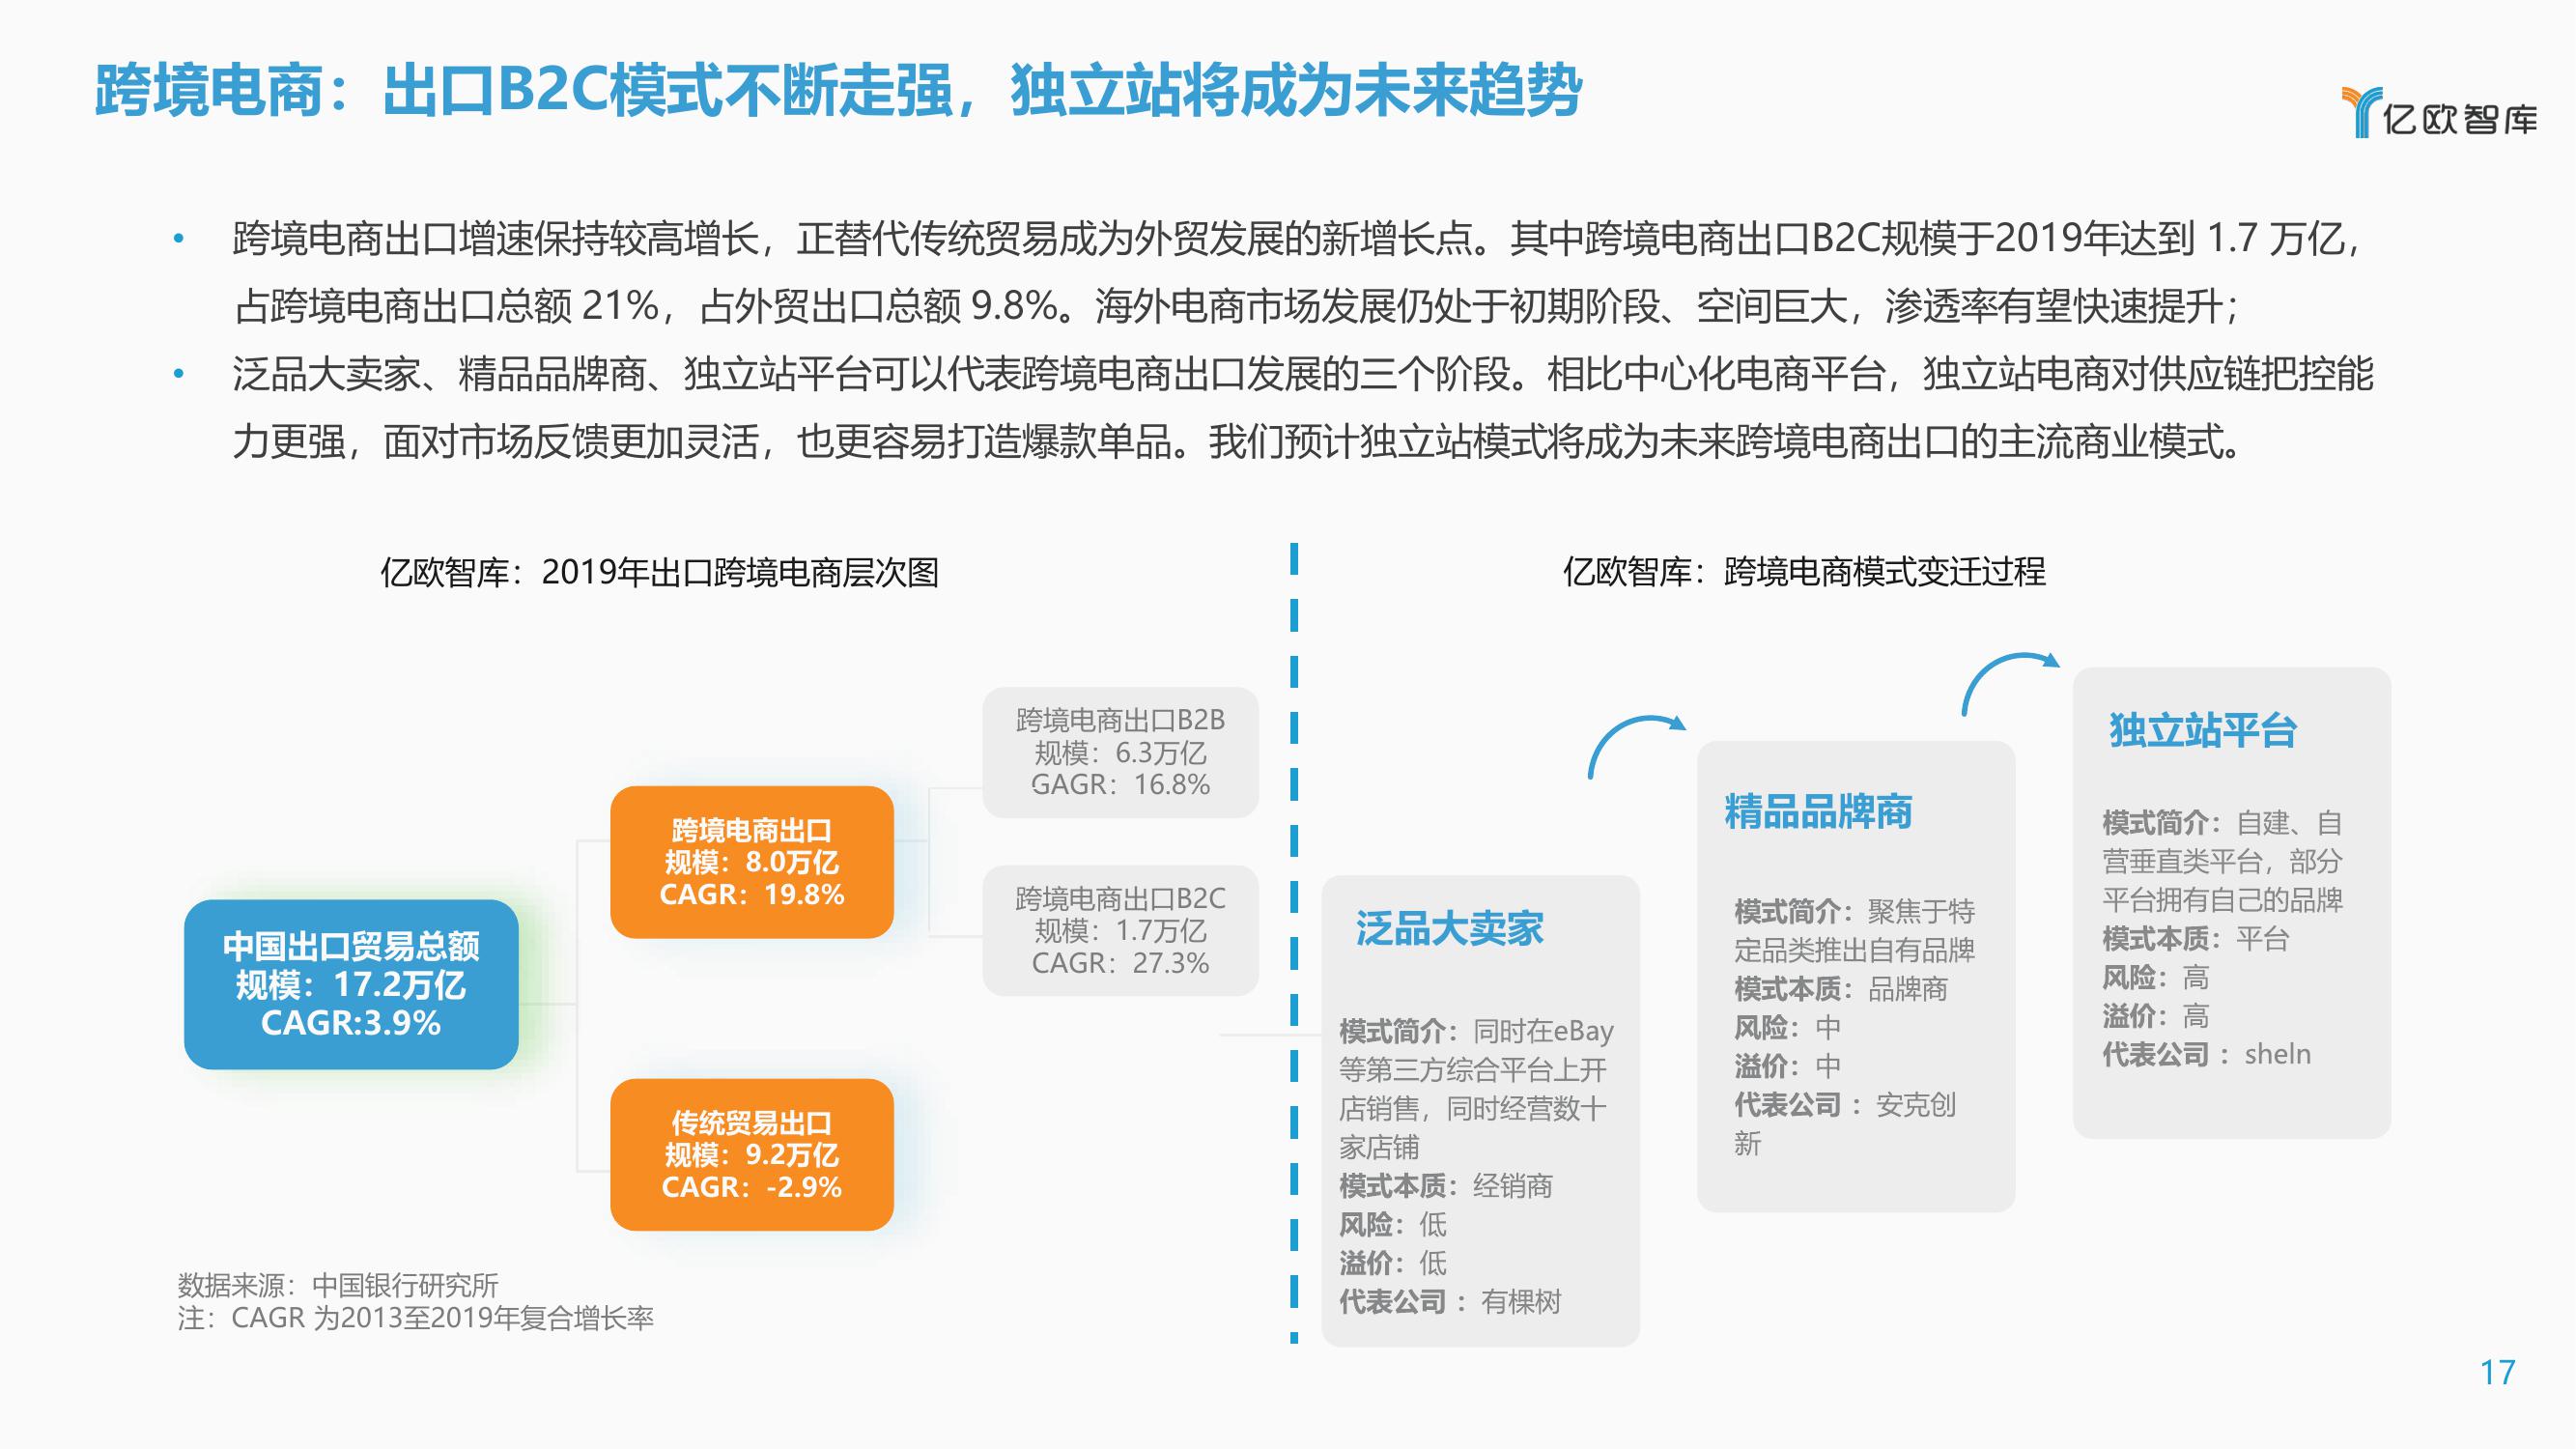 跨境电商：出口B2C模式不断走强，独立站将成为未来趋势
亿欧智库
• 跨境电商出口增速保持较高增长，正替代传统贸易成为外贸发展的新增长点。其中跨境电商出口B2C规模于2019年达到 1.7 万亿，
占跨境电商出口总额 21%，占外贸出口总额 9.8%。海外电商市场发展仍处于初期阶段、空间巨大，渗透率有望快速提升；
• 泛品大卖家、精品品牌商、独立站平台可以代表跨境电商出口发展的三个阶段。相比中心化电商平台，独立站电商对供应链把控能
力更强，面对市场反馈更加灵活，也更容易打造爆款单品。我们预计独立站模式将成为未来跨境电商出口的主流商业模式。
亿欧智库：2019年出口跨境电商层次图
中国出口贸易总额
规模：17.2万亿
CAGR:3.9%
跨境电商出口
规模：8.0万亿
CAGR：19.8%
传统贸易出口
规模：9.2万亿
CAGR：-2.9%
跨境电商出口B2B
规模：6.3万亿
GAGR：16.8%
跨境电商出口B2C
规模：1.7万亿
CAGR：27.3%
数据来源：中国银行研究所
注：CAGR 为2013至2019年复合增长率
亿欧智库：跨境电商模式变迁过程
泛品大卖家
模式简介：同时在eBay
等第三方综合平台上开
店销售，同时经营数十
家店铺
模式本质：经销商
风险：低
溢价：低
代表公司 ：有棵树
精品品牌商
模式简介：聚焦于特
定品类推出自有品牌
模式本质：品牌商
风险：中
溢价：中
代表公司 ：安克创
新
独立站平台
模式简介：自建、自
营垂直类平台，部分
平台拥有自己的品牌
模式本质：平台
风险：高
溢价：高
代表公司 ：sheIn
17